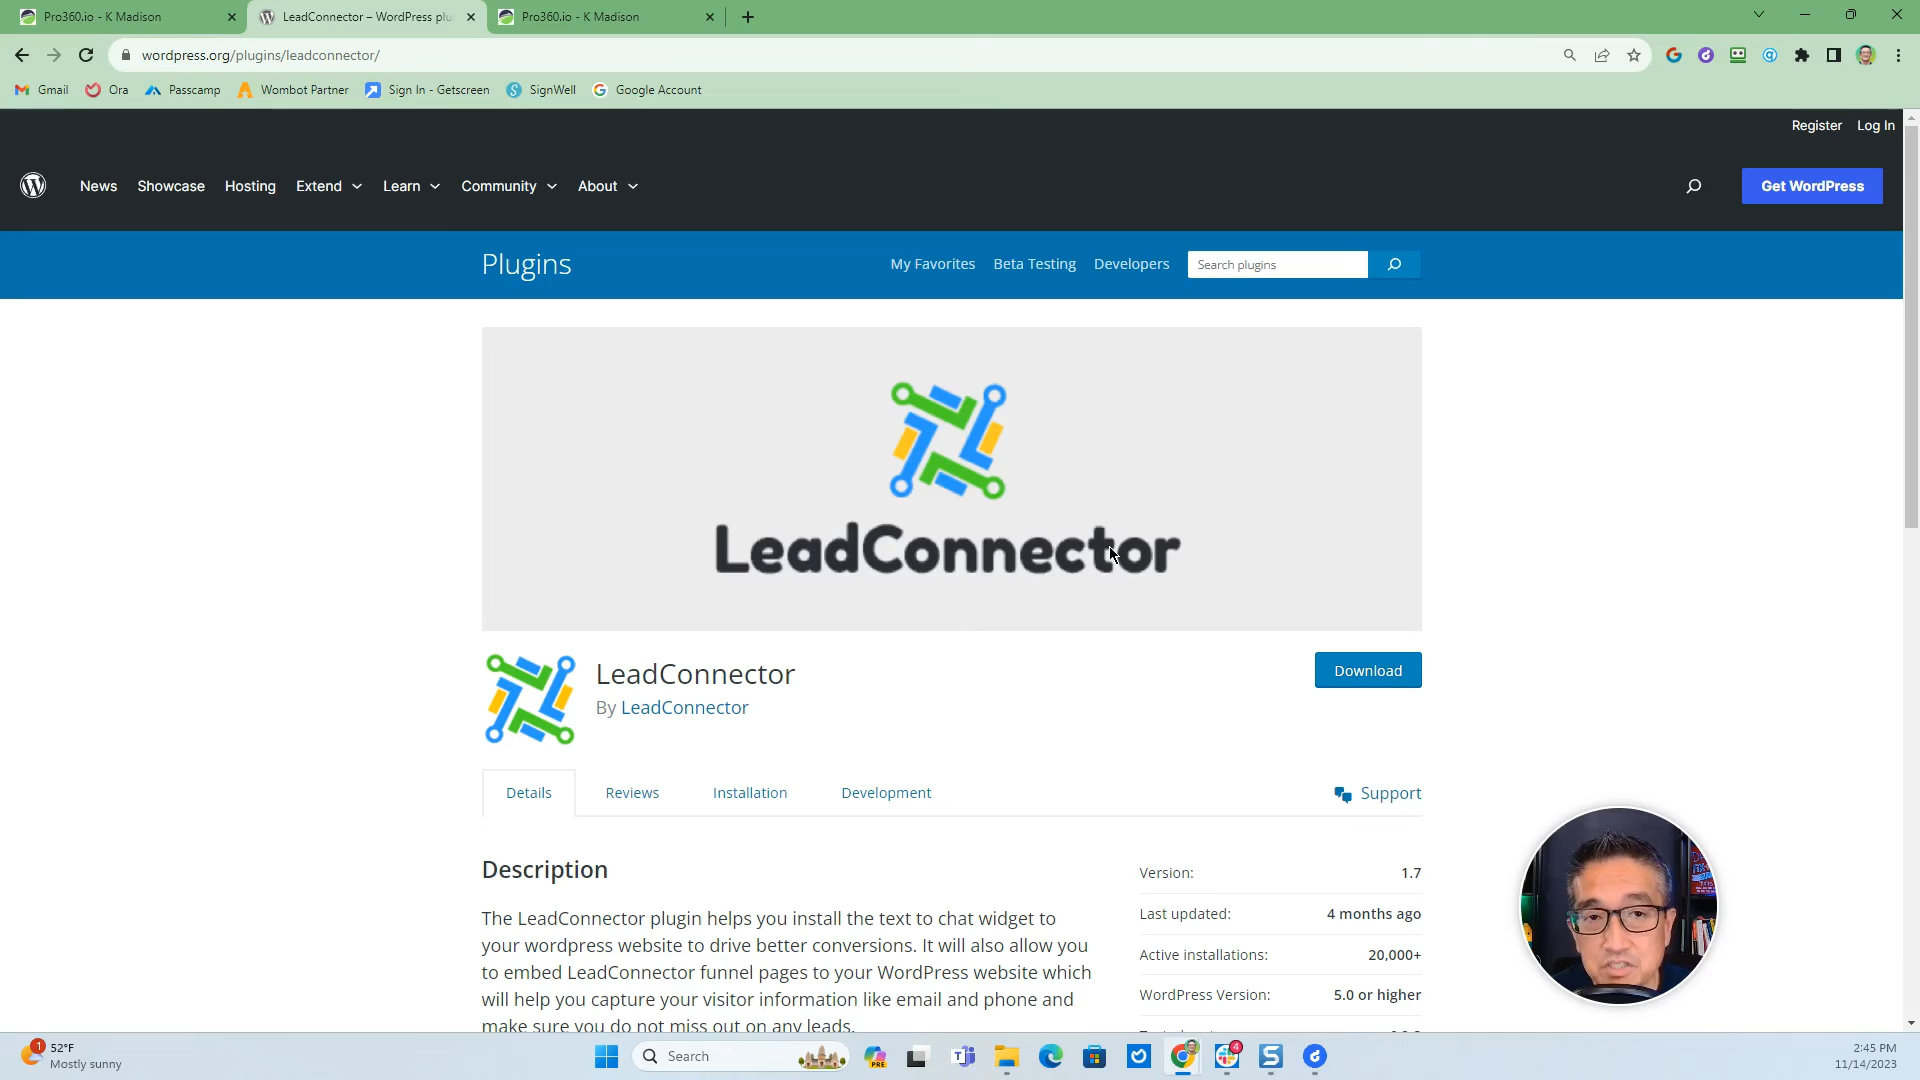 Pro360.io - K Madison
LeadConnector – WordPress plu
Pro360.io - K Madison
wordpress.org/plugins/leadconnector/
Gmail
Ora
Passcamp
Wombot Partner
Sign In - Getscreen
SignWell
Google Account
Register
Log In
News
Showcase
Hosting
Extend
Learn
Community
About
Get WordPress
Plugins
My Favorites
Beta Testing
Developers
Search plugins
LeadConnector
LeadConnector
By LeadConnector
Download
Details
Reviews
Installation
Development
Support
Description
The LeadConnector plugin helps you install the text to chat widget to
your wordpress website to drive better conversions. It will also allow you
to embed LeadConnector funnel pages to your WordPress website which
will help you capture your visitor information like email and phone and
make sure you do not miss out on any leads.
Version: 1.7
Last updated: 4 months ago
Active installations: 20,000+
WordPress Version: 5.0 or higher
1
52°F
Mostly sunny
Search
PRE
4
2:45 PM
11/14/2023